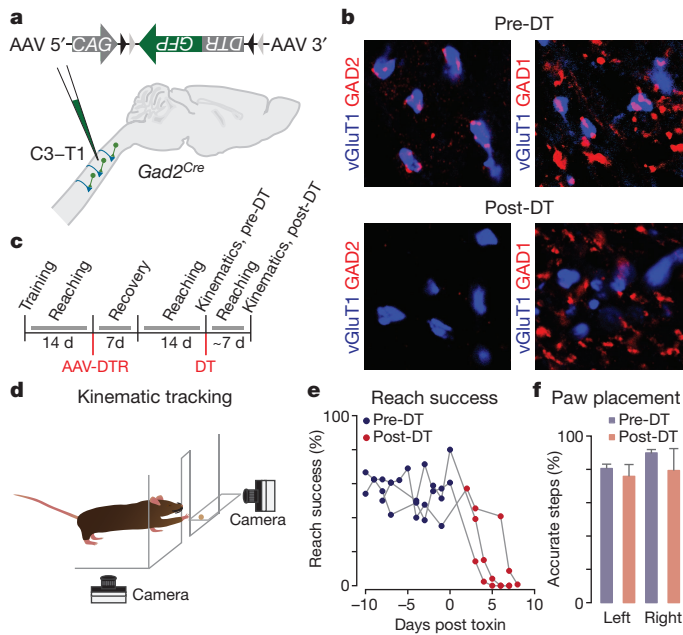 a
AAV 5′ CAG GFP DTR AAV 3′
C3–T1
Gad2Cre
b
Pre-DT
vGluT1 GAD2
vGluT1 GAD1
Post-DT
vGluT1 GAD2
vGluT1 GAD1
c
Training
Reaching
Recovery
Reaching
Kinematics, pre-DT
Reaching
Kinematics, post-DT
14 d
7d
14 d
~7 d
AAV-DTR
DT
d Kinematic tracking
Camera
Camera
e Reach success
Pre-DT
Post-DT
Reach success (%)
100
0
−10 −5 0 5 10
Days post toxin
f Paw placement
Pre-DT
Post-DT
Accurate steps (%)
100
0
Left Right